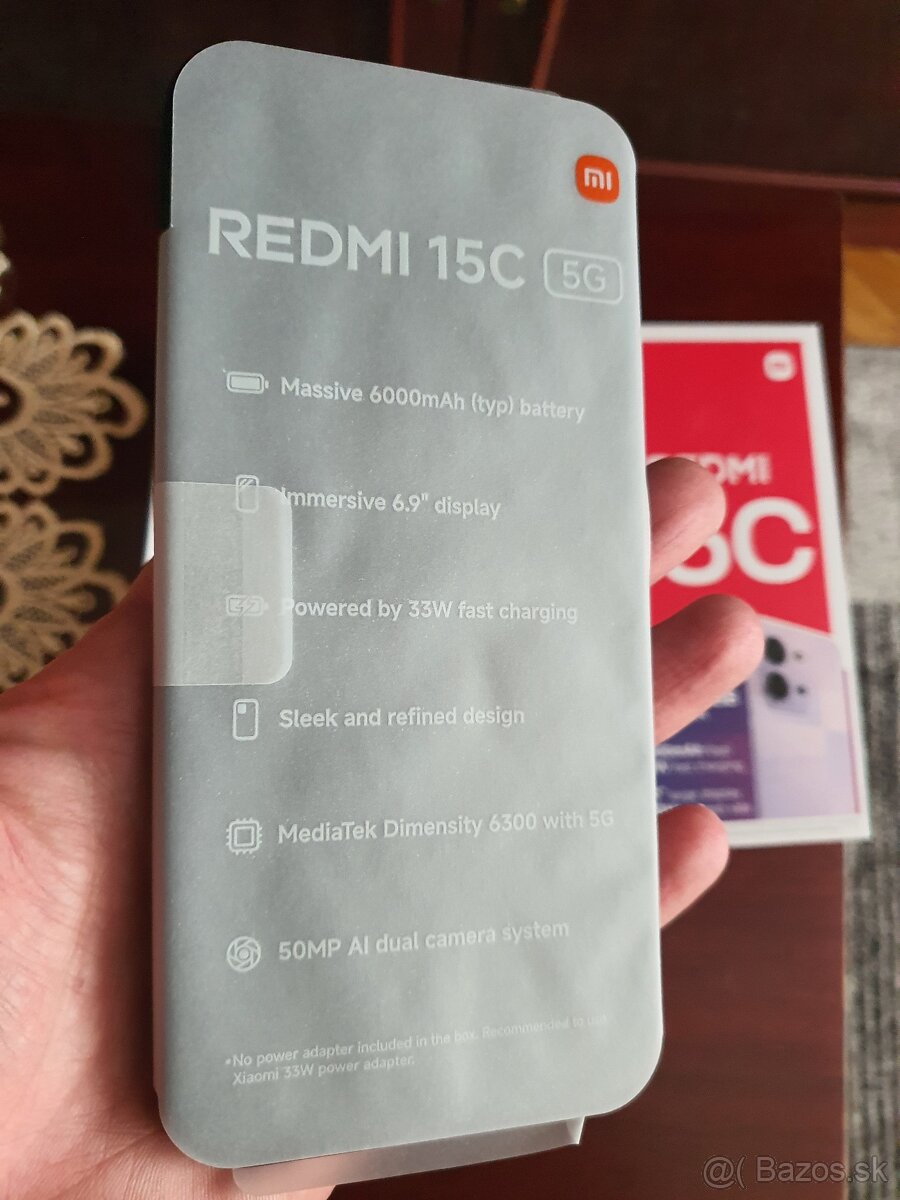 mi
REDMI 15C 5G
Massive 6000mAh (typ) battery
Immersive 6.9" display
Powered by 33W fast charging
Sleek and refined design
MediaTek Dimensity 6300 with 5G
50MP AI dual camera system
*No power adapter included in the box. Recommended to use
Xiaomi 33W power adapter.
REDMI
5C
@( Bazos.sk